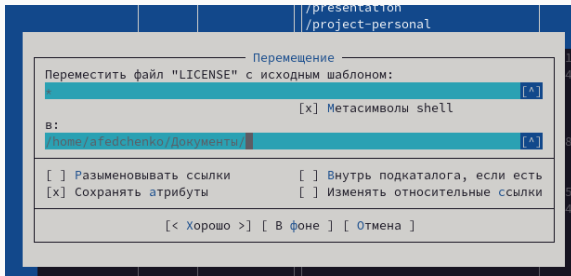 /presentation
/project-personal
Перемещение
Переместить файл "LICENSE" с исходным шаблоном:
* [^]
[x] Метасимволы shell
в:
/home/afedchenko/Документы/ [^]
[ ] Разыменовывать ссылки [ ] Внутрь подкаталога, если есть
[x] Сохранять атрибуты [ ] Изменять относительные ссылки
[< Хорошо >] [ В фоне ] [ Отмена ]